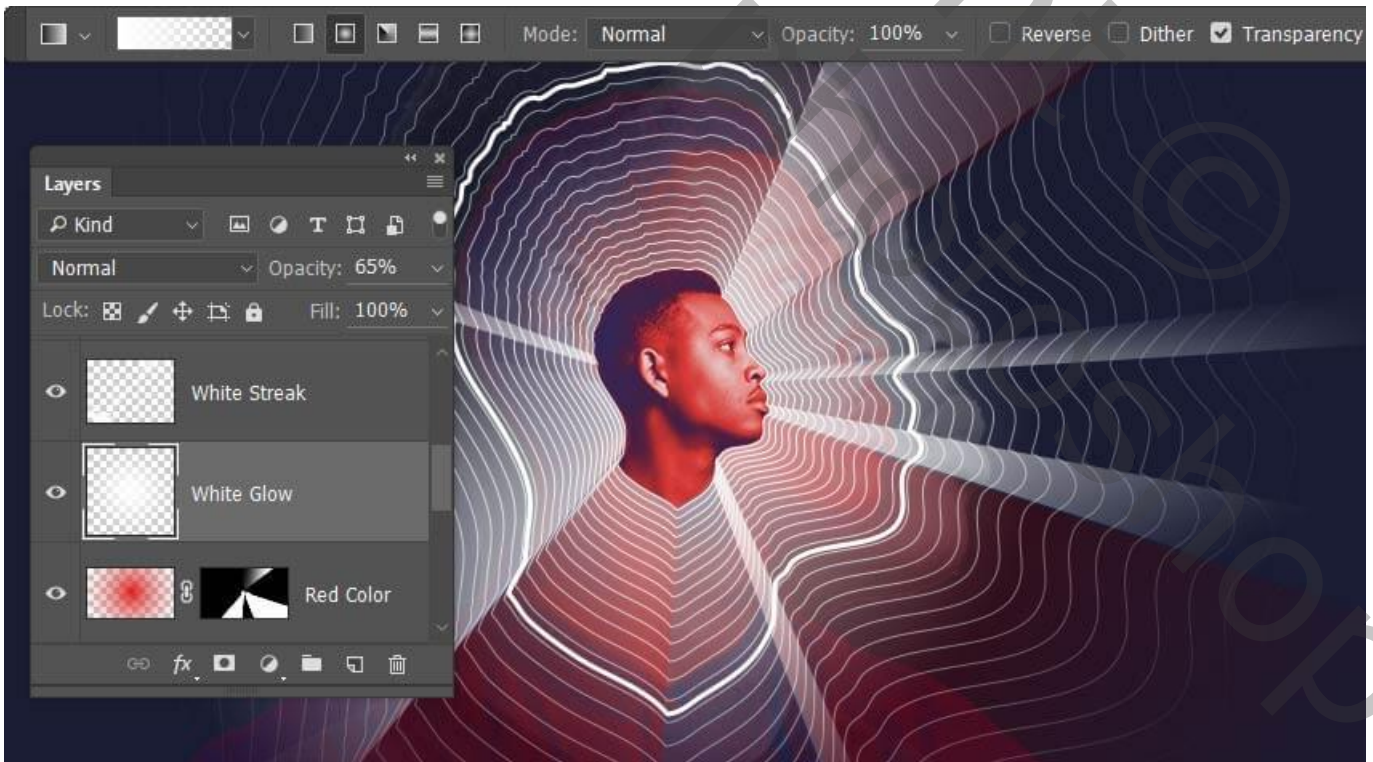 Mode: Normal Opacity: 100% Reverse Dither Transparency
Layers
Kind
Normal Opacity: 65%
Lock: Fill: 100%
White Streak
White Glow
Red Color
fx
©